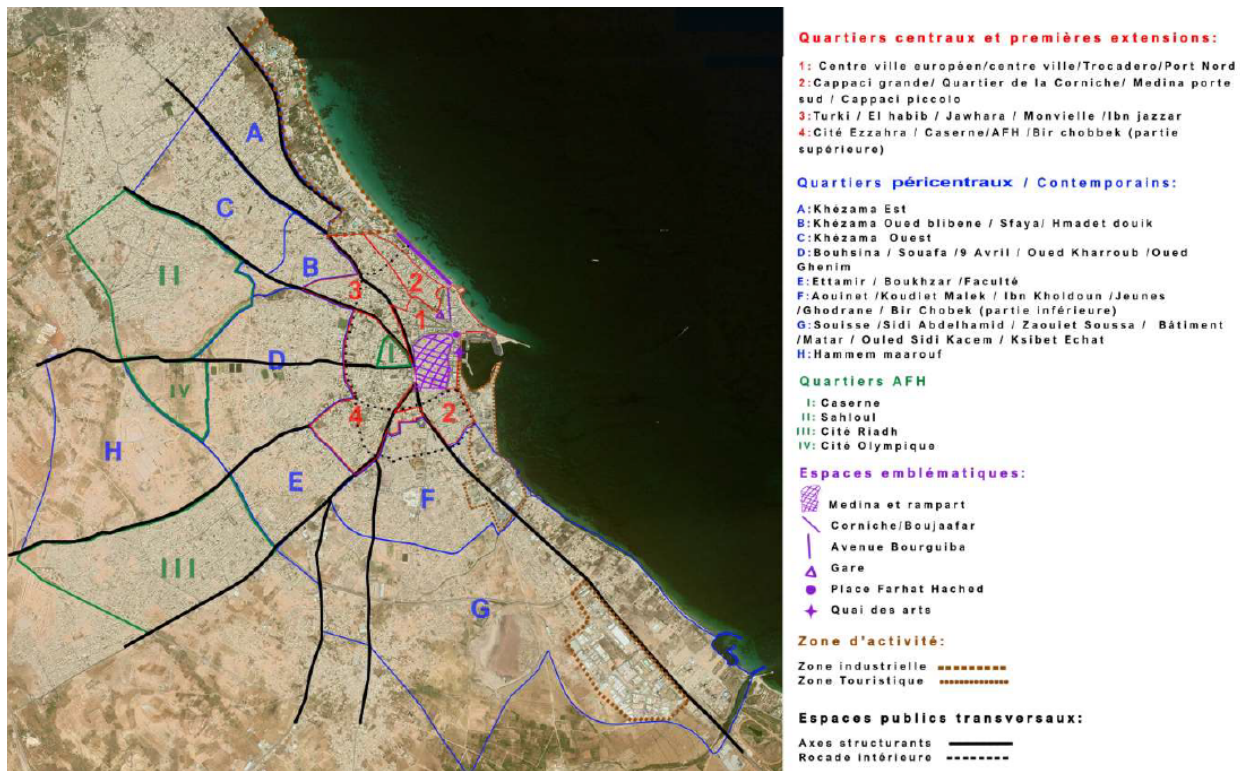 A
C
II
B
3
2
1
I
D
IV
4
2
H
E
F
III
G
Quartiers centraux et premières extensions:
1: Centre ville européen/centre ville/Trocadero/Port Nord
2:Cappaci grande/ Quartier de la Corniche/ Medina porte
sud / Cappaci piccolo
3:Turki / El habib / Jawhara / Monvielle /Ibn jazzar
4:Cité Ezzahra / Caserne/AFH /Bir chobbek (partie
supérieure)
Quartiers péricentraux / Contemporains:
A:Khézama Est
B:Khézama Oued blibene / Sfaya/ Hmadet douik
C:Khézama Ouest
D:Bouhsina / Souafa /9 Avril / Oued Kharroub /Oued
Ghenim
E:Ettamir / Boukhzar /Faculté
F:Aouinet /Koudiet Malek / Ibn Kholdoun /Jeunes
/Ghodrane / Bir Chobek (partie inférieure)
G:Souisse /Sidi Abdelhamid / Zaouiet Soussa / Bâtiment
/Matar / Ouled Sidi Kacem / Ksibet Echat
H:Hammem maarouf
Quartiers AFH
I: Caserne
II: Sahloul
III: Cité Riadh
IV: Cité Olympique
Espaces emblématiques:
Medina et rampart
Corniche/Boujaafar
Avenue Bourguiba
Gare
Place Farhat Hached
Quai des arts
Zone d'activité:
Zone industrielle
Zone Touristique
Espaces publics transversaux:
Axes structurants
Rocade intérieure